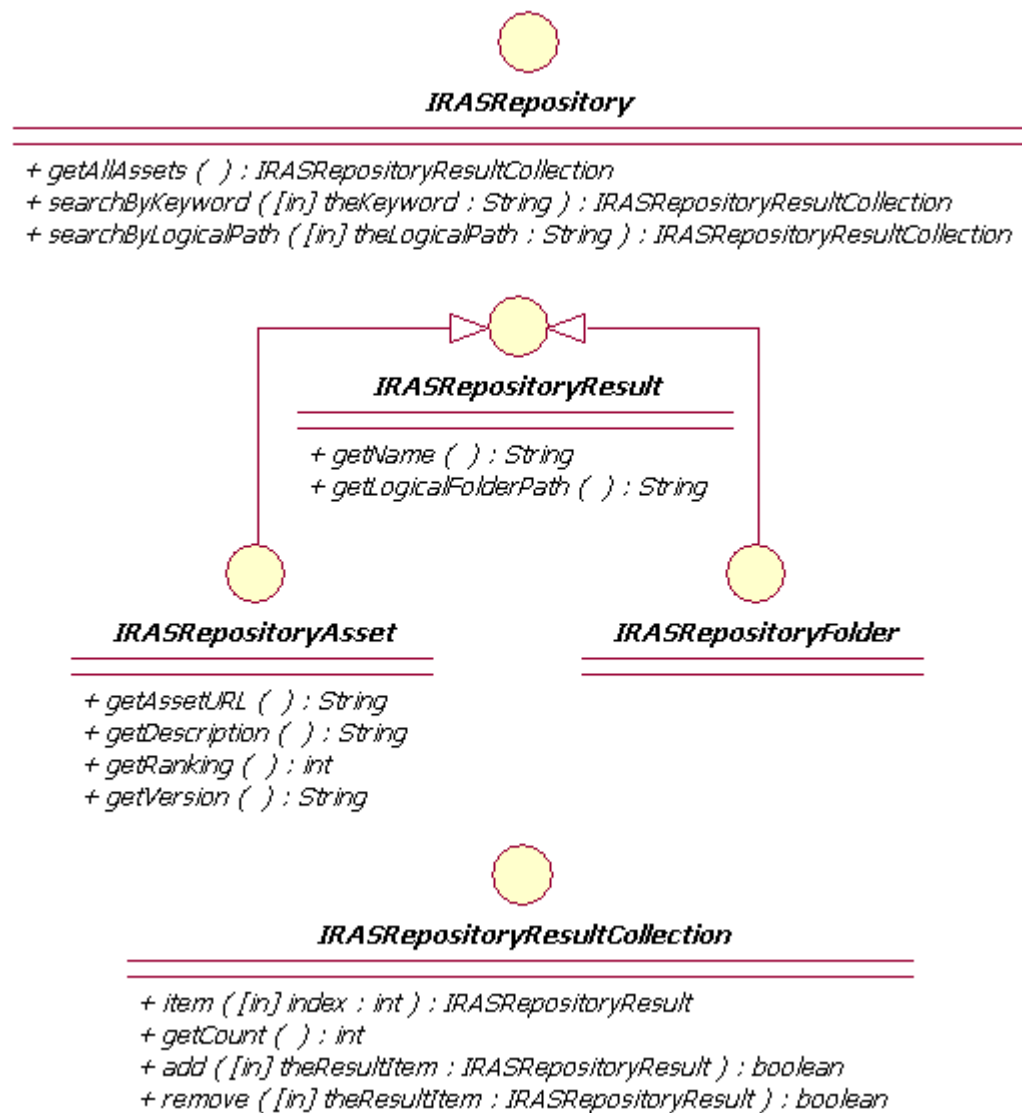 IRASRepository
+ getAllAssets ( ) : IRASRepositoryResultCollection
+ searchByKeyword ( [in] theKeyword : String ) : IRASRepositoryResultCollection
+ searchByLogicalPath ( [in] theLogicalPath : String ) : IRASRepositoryResultCollection
IRASRepositoryResult
+ getName ( ) : String
+ getLogicalFolderPath ( ) : String
IRASRepositoryAsset
+ getAssetURL ( ) : String
+ getDescription ( ) : String
+ getRanking ( ) : int
+ getVersion ( ) : String
IRASRepositoryFolder
IRASRepositoryResultCollection
+ item ( [in] index : int ) : IRASRepositoryResult
+ getCount ( ) : int
+ add ( [in] theResultItem : IRASRepositoryResult ) : boolean
+ remove ( [in] theResultItem : IRASRepositoryResult ) : boolean